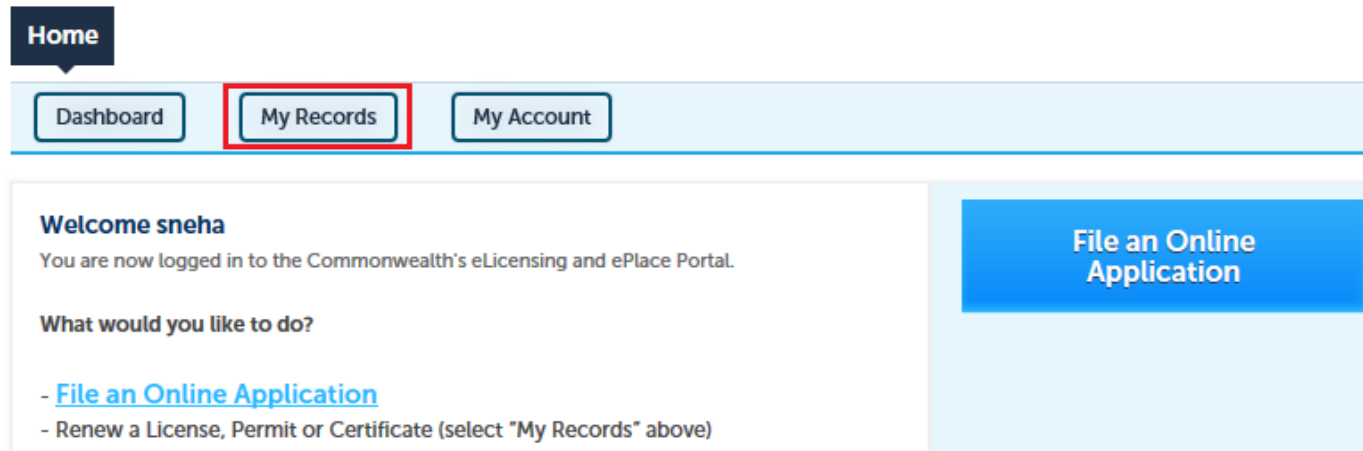 Home
Dashboard
My Records
My Account
Welcome sneha
You are now logged in to the Commonwealth's eLicensing and ePlace Portal.
What would you like to do?
- File an Online Application
- Renew a License, Permit or Certificate (select "My Records" above)
File an Online
Application